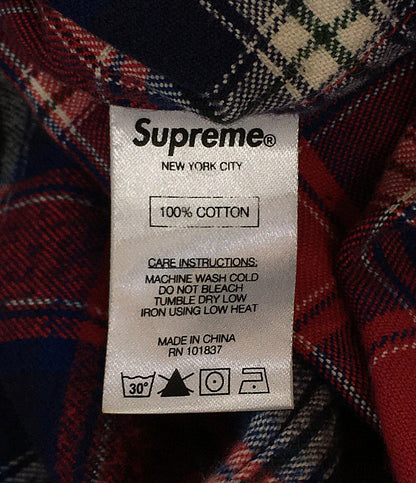 Supreme®
NEW YORK CITY
100% COTTON
CARE INSTRUCTIONS:
MACHINE WASH COLD
DO NOT BLEACH
TUMBLE DRY LOW
IRON USING LOW HEAT
MADE IN CHINA
RN 101837
30°